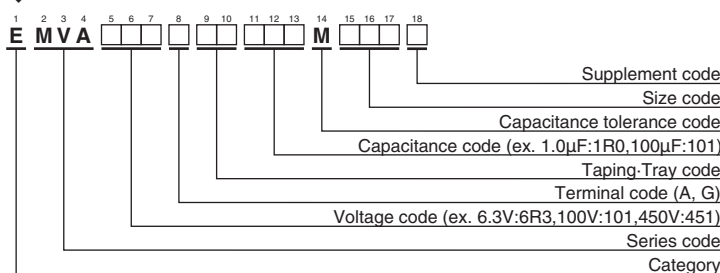 1 2 3 4 5 6 7 8 9 10 11 12 13 14 15 16 17 18
E M V A M
Supplement code
Size code
Capacitance tolerance code
Capacitance code (ex. 1.0μF:1R0,100μF:101)
Taping·Tray code
Terminal code (A, G)
Voltage code (ex. 6.3V:6R3,100V:101,450V:451)
Series code
Category